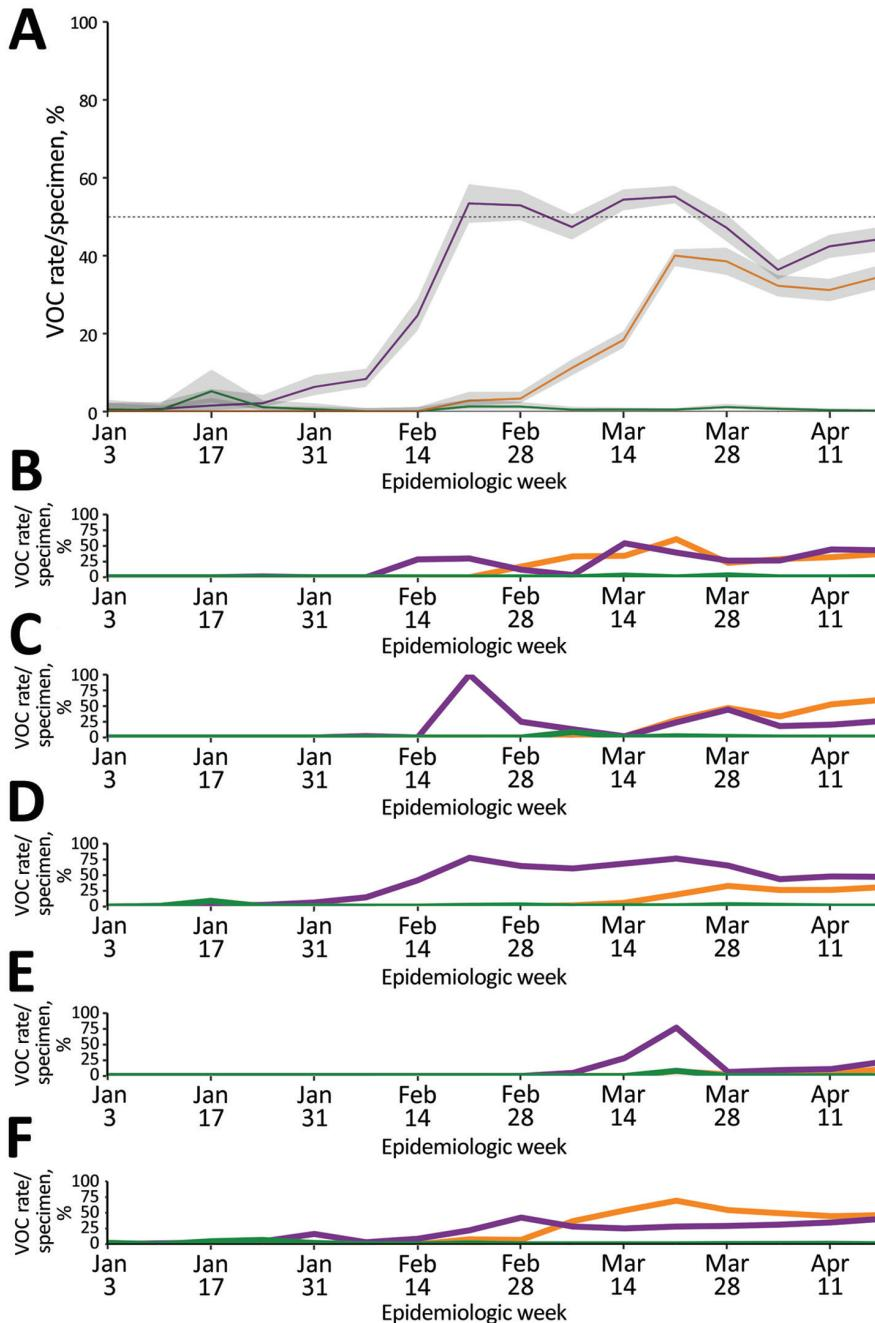 A
VOC rate/specimen, %
100
80
60
40
20
0
Jan Jan Jan Feb Feb Mar Mar Apr
3 17 31 14 28 14 28 11
Epidemiologic week
B
VOC rate/
specimen,
%
100
75
50
25
0
Jan Jan Jan Feb Feb Mar Mar Apr
3 17 31 14 28 14 28 11
Epidemiologic week
C
VOC rate/
specimen,
%
100
75
50
25
0
Jan Jan Jan Feb Feb Mar Mar Apr
3 17 31 14 28 14 28 11
Epidemiologic week
D
VOC rate/
specimen,
%
100
75
50
25
0
Jan Jan Jan Feb Feb Mar Mar Apr
3 17 31 14 28 14 28 11
Epidemiologic week
E
VOC rate/
specimen,
%
100
75
50
25
0
Jan Jan Jan Feb Feb Mar Mar Apr
3 17 31 14 28 14 28 11
Epidemiologic week
F
VOC rate/
specimen,
%
100
75
50
25
0
Jan Jan Jan Feb Feb Mar Mar Apr
3 17 31 14 28 14 28 11
Epidemiologic week